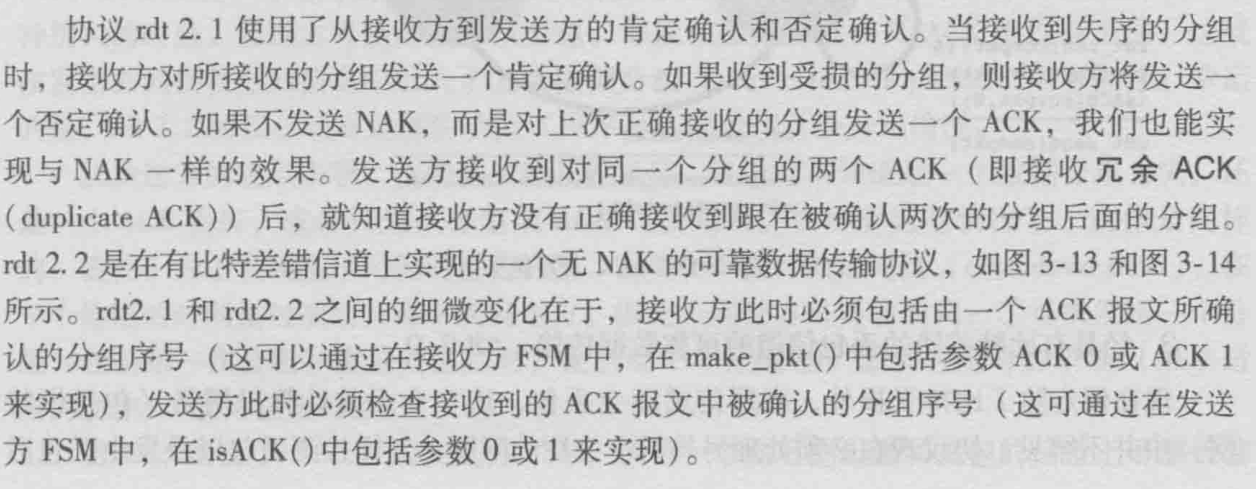 协议 rdt 2.1 使用了从接收方到发送方的肯定确认和否定确认。当接收到失序的分组
时，接收方对所接收的分组发送一个肯定确认。如果收到受损的分组，则接收方将发送一
个否定确认。如果不发送 NAK，而是对上次正确接收的分组发送一个 ACK，我们也能实
现与 NAK 一样的效果。发送方接收到对同一个分组的两个 ACK（即接收冗余 ACK
（duplicate ACK））后，就知道接收方没有正确接收到跟在被确认两次的分组后面的分组。
rdt 2.2 是在有比特差错信道上实现的一个无 NAK 的可靠数据传输协议，如图 3-13 和图 3-14
所示。rdt2.1 和 rdt2.2 之间的细微变化在于，接收方此时必须包括由一个 ACK 报文所确
认的分组序号（这可以通过在接收方 FSM 中，在 make_pkt()中包括参数 ACK 0 或 ACK 1
来实现），发送方此时必须检查接收到的 ACK 报文中被确认的分组序号（这可通过在发送
方 FSM 中，在 isACK()中包括参数 0 或 1 来实现）。